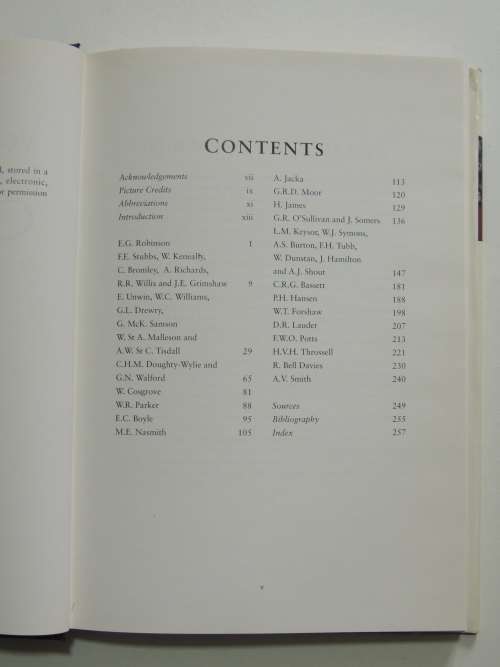 l, stored in a
, electronic,
or permission
CONTENTS
Acknowledgements vii
Picture Credits ix
Abbreviations xi
Introduction xiii
E.G. Robinson 1
F.E. Stubbs, W. Keneally,
C. Bromley, A. Richards,
R.R. Willis and J.E. Grimshaw 9
E. Unwin, W.C. Williams,
G.L. Drewry,
G. McK. Samson
W. St A. Malleson and
A.W. St C. Tisdall 29
C.H.M. Doughty-Wylie and
G.N. Walford 65
W. Cosgrove 81
W.R. Parker 88
E.C. Boyle 95
M.E. Nasmith 105
A. Jacka 113
G.R.D. Moor 120
H. James 129
G.R. O'Sullivan and J. Somers. 136
L.M. Keysor, W.J. Symons,
A.S. Burton, F.H. Tubb,
W. Dunstan, J. Hamilton
and A.J. Shout 147
C.R.G. Bassett 181
P.H. Hansen 188
W.T. Forshaw 198
D.R. Lauder 207
F.W.O. Potts 213
H.V.H. Throssell 221
R. Bell Davies 230
A.V. Smith 240
Sources 249
Bibliography 255
Index 257
v